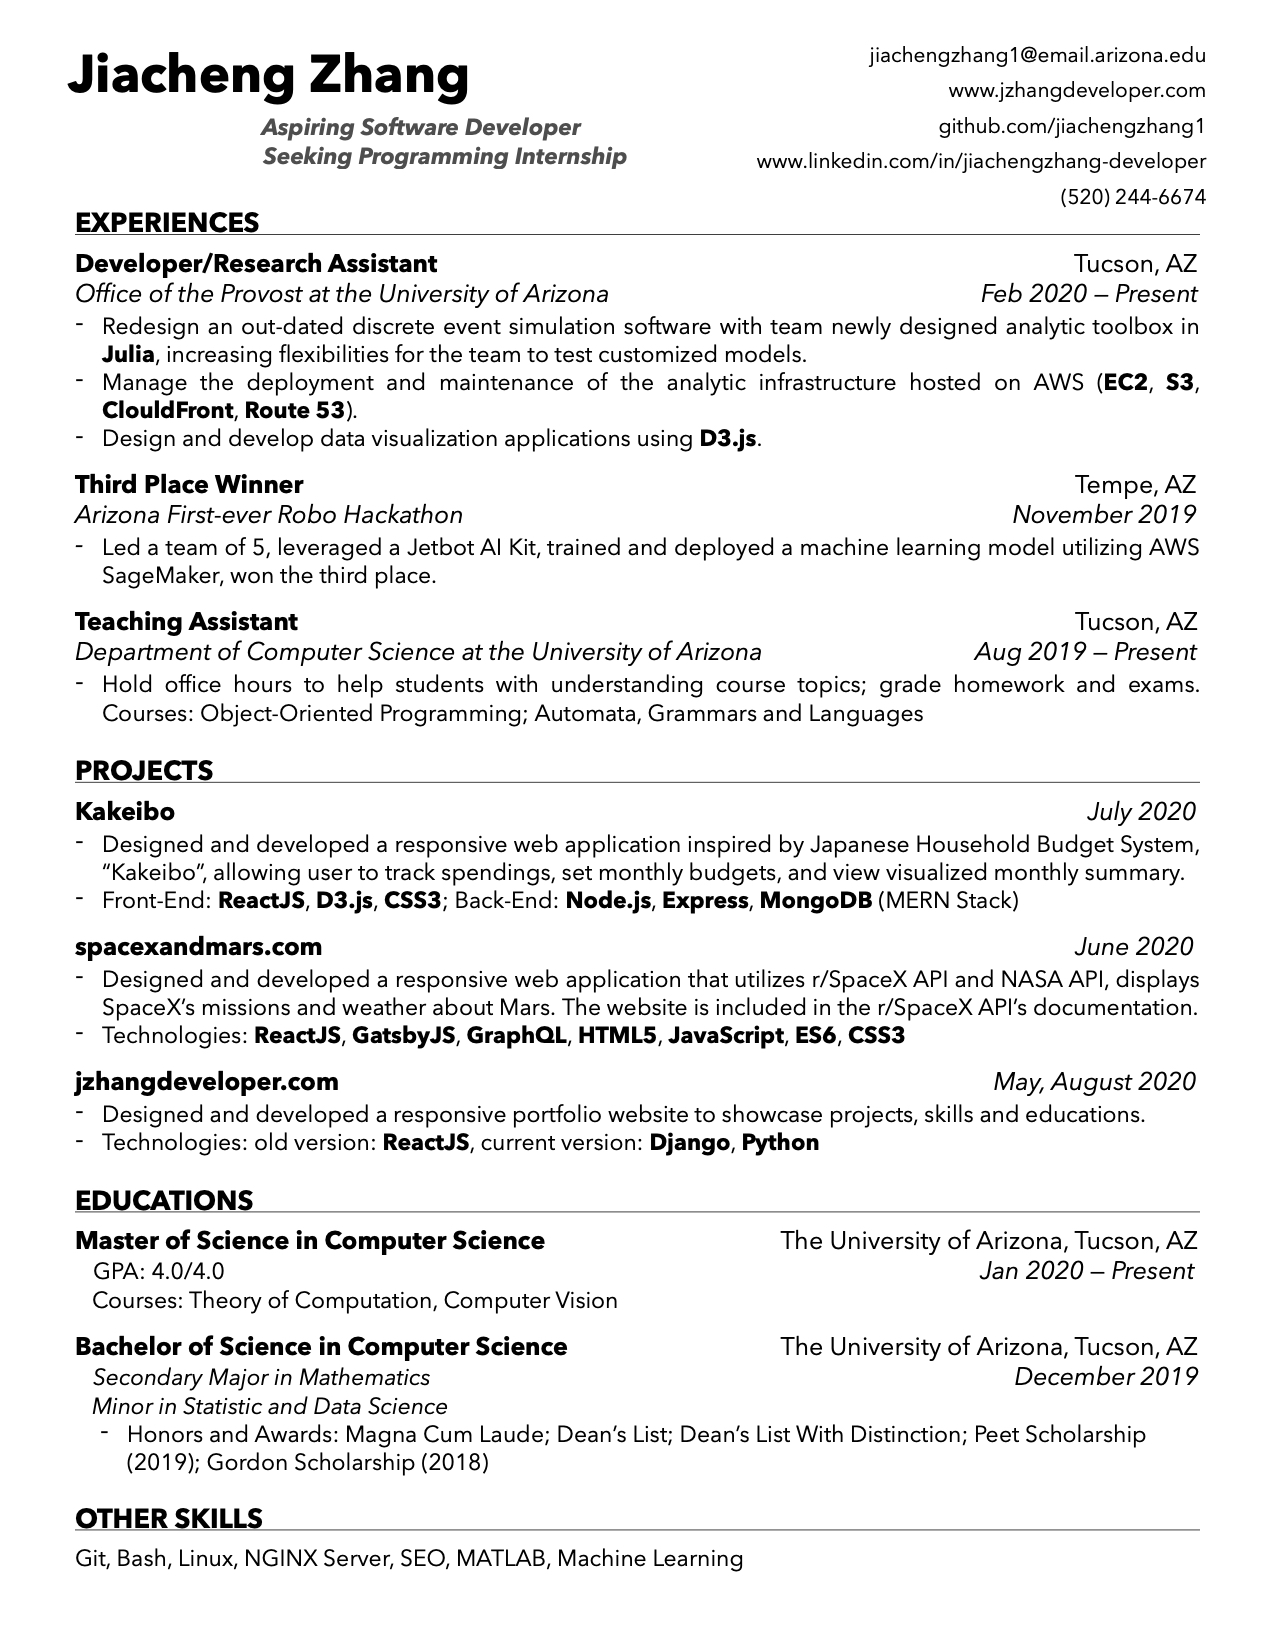 Jiacheng Zhang
Aspiring Software Developer
Seeking Programming Internship
jiachengzhang1@email.arizona.edu
www.jzhangdeveloper.com
github.com/jiachengzhang1
www.linkedin.com/in/jiachengzhang-developer
(520) 244-6674
EXPERIENCES
Developer/Research Assistant Tucson, AZ
Office of the Provost at the University of Arizona Feb 2020 – Present
- Redesign an out-dated discrete event simulation software with team newly designed analytic toolbox in
Julia, increasing flexibilities for the team to test customized models.
- Manage the deployment and maintenance of the analytic infrastructure hosted on AWS (EC2, S3,
ClouldFront, Route 53).
- Design and develop data visualization applications using D3.js.
Third Place Winner Tempe, AZ
Arizona First-ever Robo Hackathon November 2019
- Led a team of 5, leveraged a Jetbot AI Kit, trained and deployed a machine learning model utilizing AWS
SageMaker, won the third place.
Teaching Assistant Tucson, AZ
Department of Computer Science at the University of Arizona Aug 2019 – Present
- Hold office hours to help students with understanding course topics; grade homework and exams.
Courses: Object-Oriented Programming; Automata, Grammars and Languages
PROJECTS
Kakeibo July 2020
- Designed and developed a responsive web application inspired by Japanese Household Budget System,
“Kakeibo”, allowing user to track spendings, set monthly budgets, and view visualized monthly summary.
- Front-End: ReactJS, D3.js, CSS3; Back-End: Node.js, Express, MongoDB (MERN Stack)
spacexandmars.com June 2020
- Designed and developed a responsive web application that utilizes r/SpaceX API and NASA API, displays
SpaceX’s missions and weather about Mars. The website is included in the r/SpaceX API’s documentation.
- Technologies: ReactJS, GatsbyJS, GraphQL, HTML5, JavaScript, ES6, CSS3
jzhangdeveloper.com May, August 2020
- Designed and developed a responsive portfolio website to showcase projects, skills and educations.
- Technologies: old version: ReactJS, current version: Django, Python
EDUCATIONS
Master of Science in Computer Science The University of Arizona, Tucson, AZ
GPA: 4.0/4.0 Jan 2020 – Present
Courses: Theory of Computation, Computer Vision
Bachelor of Science in Computer Science The University of Arizona, Tucson, AZ
Secondary Major in Mathematics December 2019
Minor in Statistic and Data Science
- Honors and Awards: Magna Cum Laude; Dean’s List; Dean’s List With Distinction; Peet Scholarship
(2019); Gordon Scholarship (2018)
OTHER SKILLS
Git, Bash, Linux, NGINX Server, SEO, MATLAB, Machine Learning